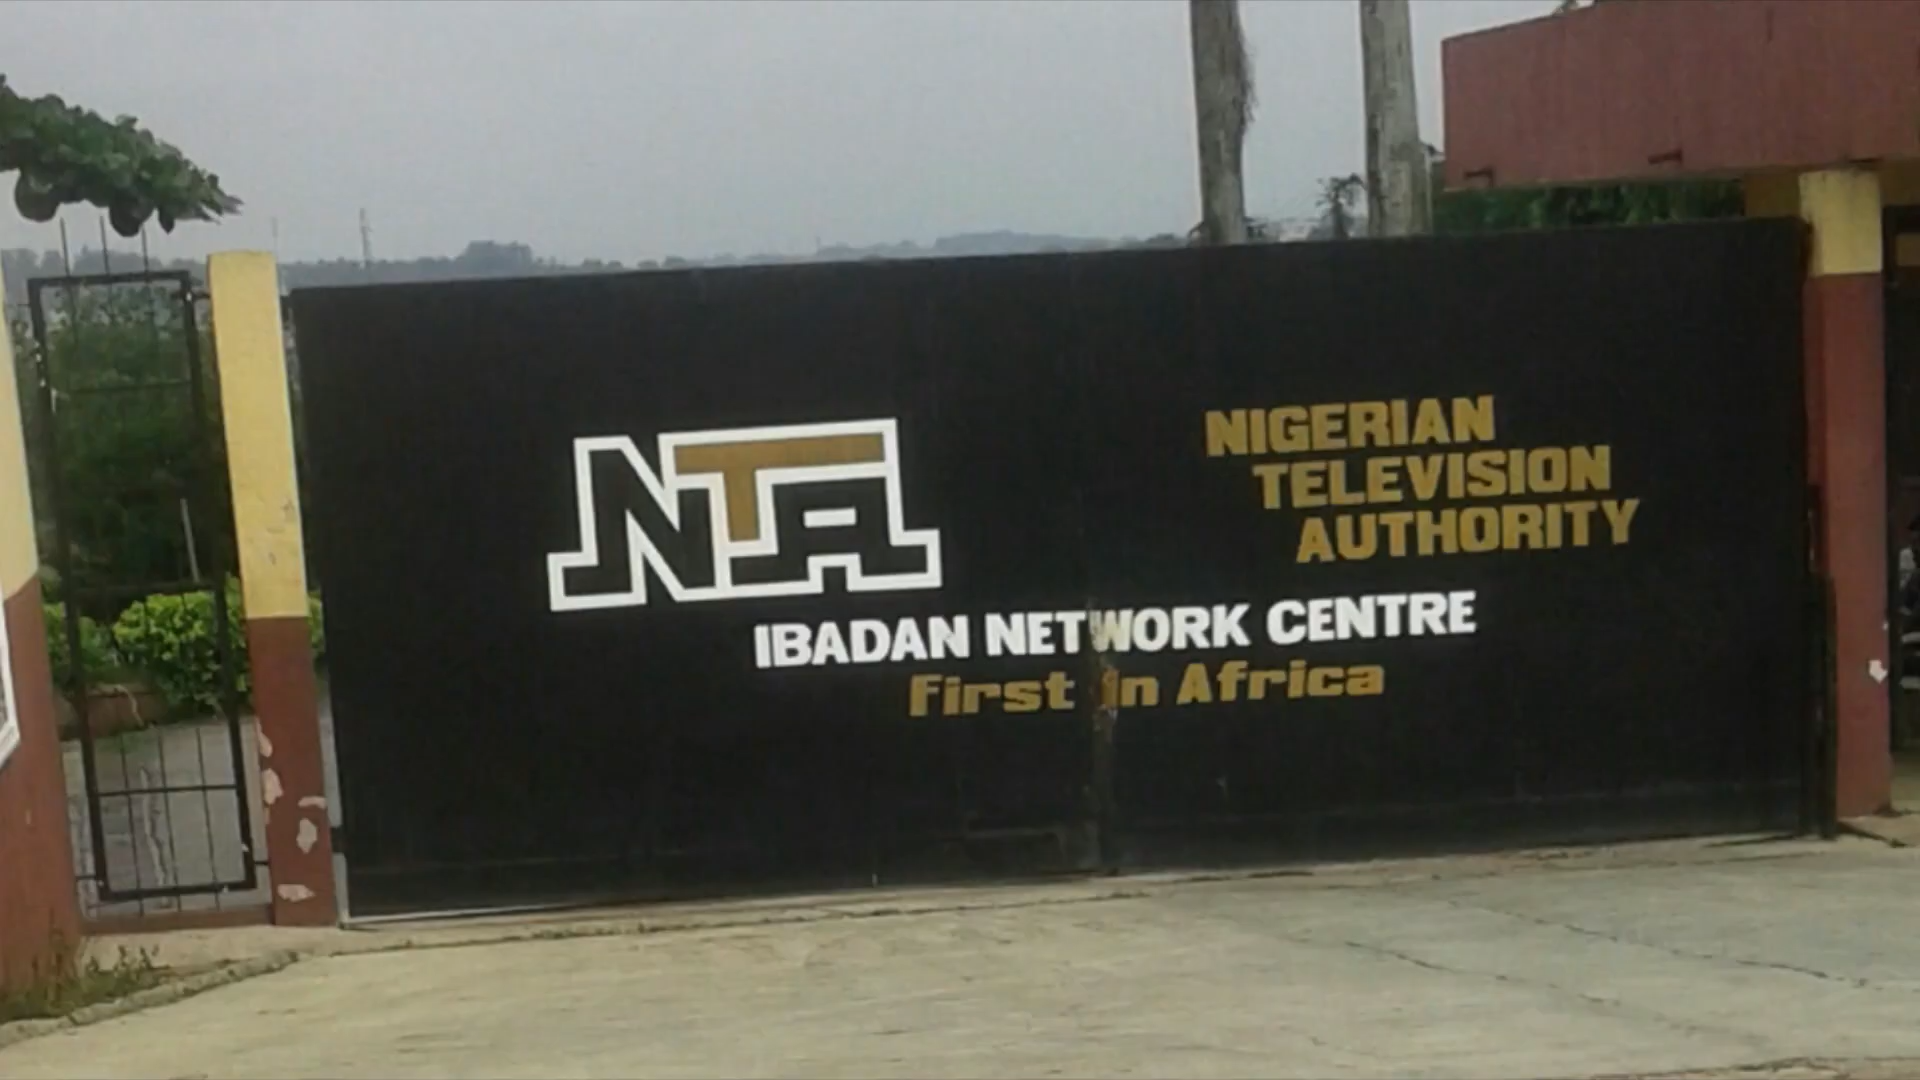 NTA
NIGERIAN
TELEVISION
AUTHORITY
IBADAN NETWORK CENTRE
First in Africa